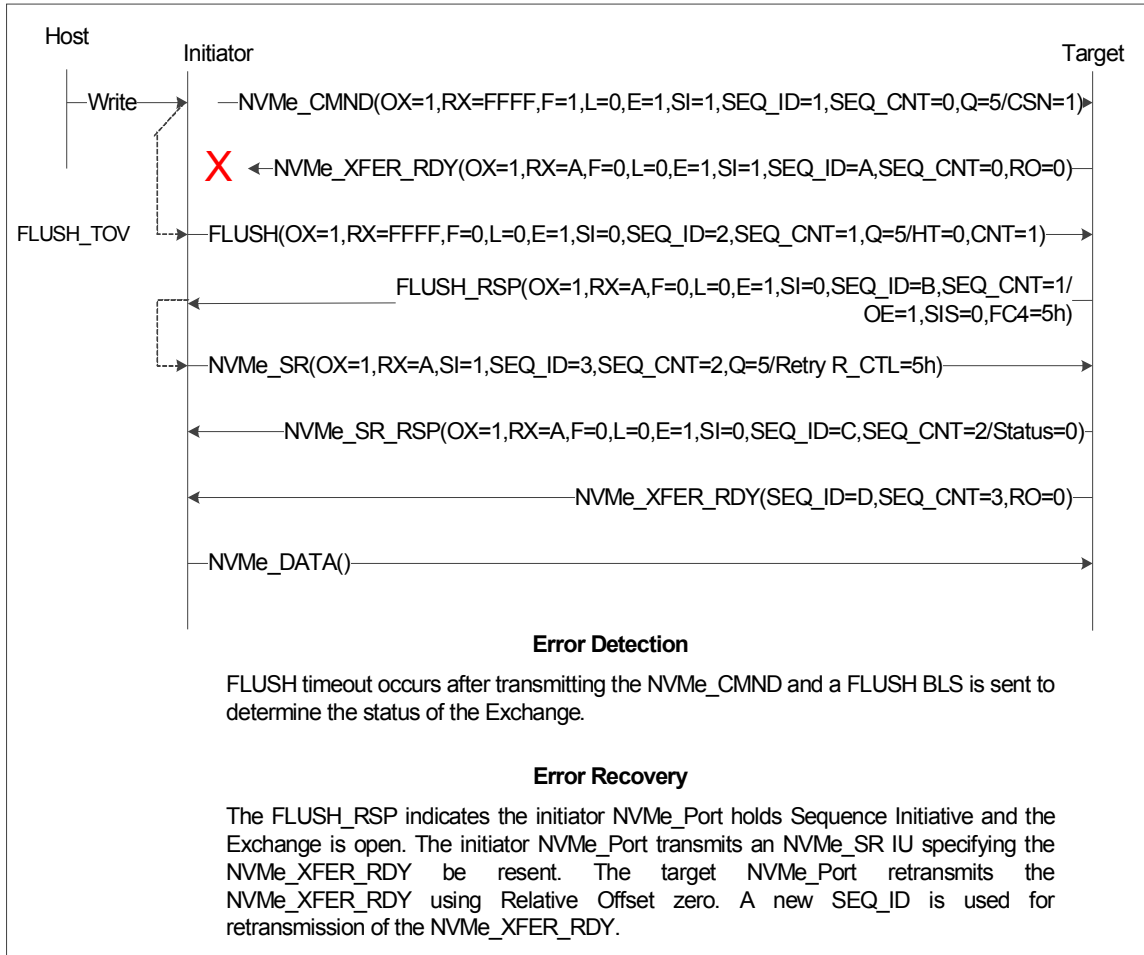 Host
Initiator
Target
Write
NVMe_CMND(OX=1,RX=FFFF,F=1,L=0,E=1,SI=1,SEQ_ID=1,SEQ_CNT=0,Q=5/CSN=1)
X
NVMe_XFER_RDY(OX=1,RX=A,F=0,L=0,E=1,SI=1,SEQ_ID=A,SEQ_CNT=0,RO=0)
FLUSH_TOV
FLUSH(OX=1,RX=FFFF,F=0,L=0,E=1,SI=0,SEQ_ID=2,SEQ_CNT=1,Q=5/HT=0,CNT=1)
FLUSH_RSP(OX=1,RX=A,F=0,L=0,E=1,SI=0,SEQ_ID=B,SEQ_CNT=1/
OE=1,SIS=0,FC4=5h)
NVMe_SR(OX=1,RX=A,SI=1,SEQ_ID=3,SEQ_CNT=2,Q=5/Retry R_CTL=5h)
NVMe_SR_RSP(OX=1,RX=A,F=0,L=0,E=1,SI=0,SEQ_ID=C,SEQ_CNT=2/Status=0)
NVMe_XFER_RDY(SEQ_ID=D,SEQ_CNT=3,RO=0)
NVMe_DATA()
Error Detection
FLUSH timeout occurs after transmitting the NVMe_CMND and a FLUSH BLS is sent to
determine the status of the Exchange.
Error Recovery
The FLUSH_RSP indicates the initiator NVMe_Port holds Sequence Initiative and the
Exchange is open. The initiator NVMe_Port transmits an NVMe_SR IU specifying the
NVMe_XFER_RDY be resent. The target NVMe_Port retransmits the
NVMe_XFER_RDY using Relative Offset zero. A new SEQ_ID is used for
retransmission of the NVMe_XFER_RDY.